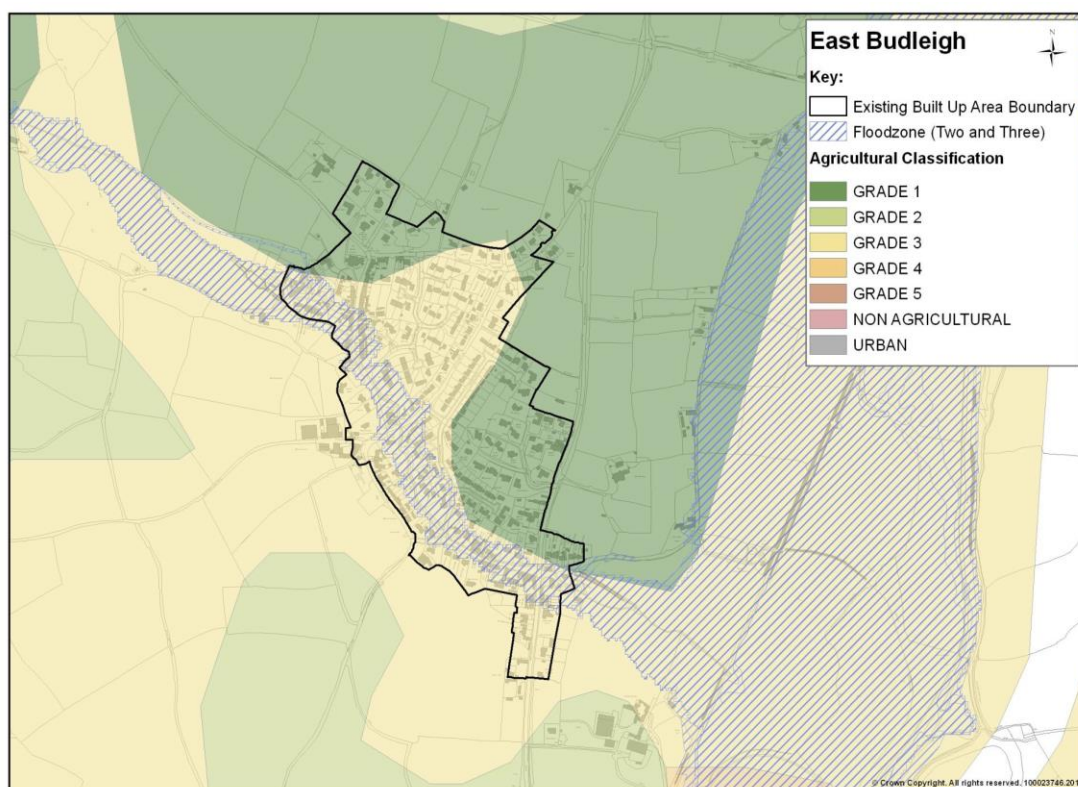 East Budleigh
N
Key:
Existing Built Up Area Boundary
Floodzone (Two and Three)
Agricultural Classification
GRADE 1
GRADE 2
GRADE 3
GRADE 4
GRADE 5
NON AGRICULTURAL
URBAN
© Crown Copyright. All rights reserved. 100023746.201